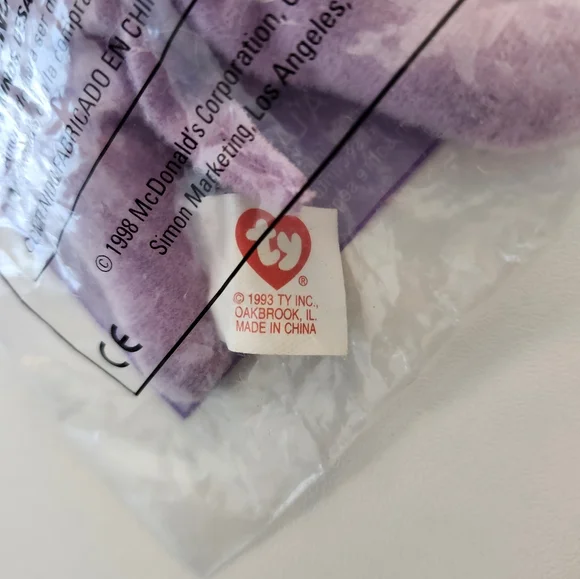 FABRICADO EN CHI
© 1998 McDonald's Corporation,
Simon Marketing, Los Angeles,
CE
ty®
© 1993 TY INC.,
OAKBROOK, IL.
MADE IN CHINA